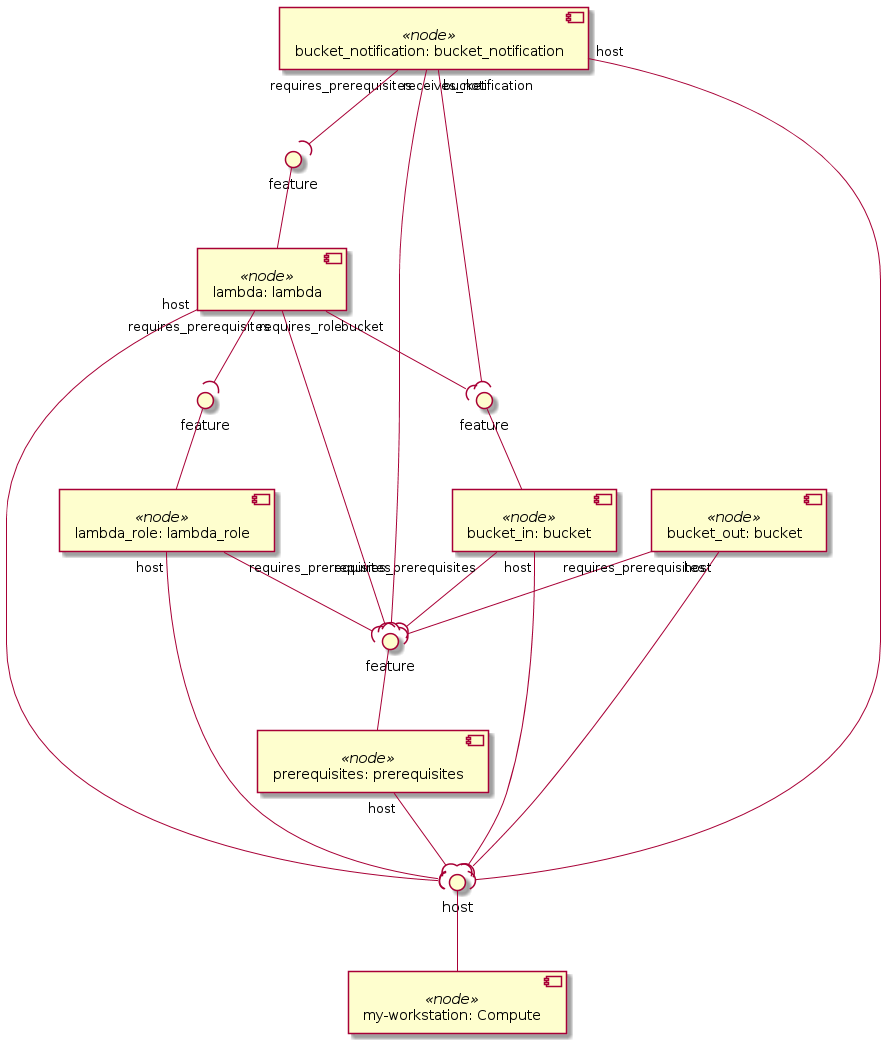 «node»
bucket_notification: bucket_notification
host
requires_prerequisites
receives_notification
bucket
feature
«node»
lambda: lambda
host
requires_prerequisites
requires_role
bucket
feature
feature
«node»
lambda_role: lambda_role
«node»
bucket_in: bucket
«node»
bucket_out: bucket
host
requires_prerequisites
requires_prerequisites
host
requires_prerequisites
host
feature
«node»
prerequisites: prerequisites
host
host
«node»
my-workstation: Compute